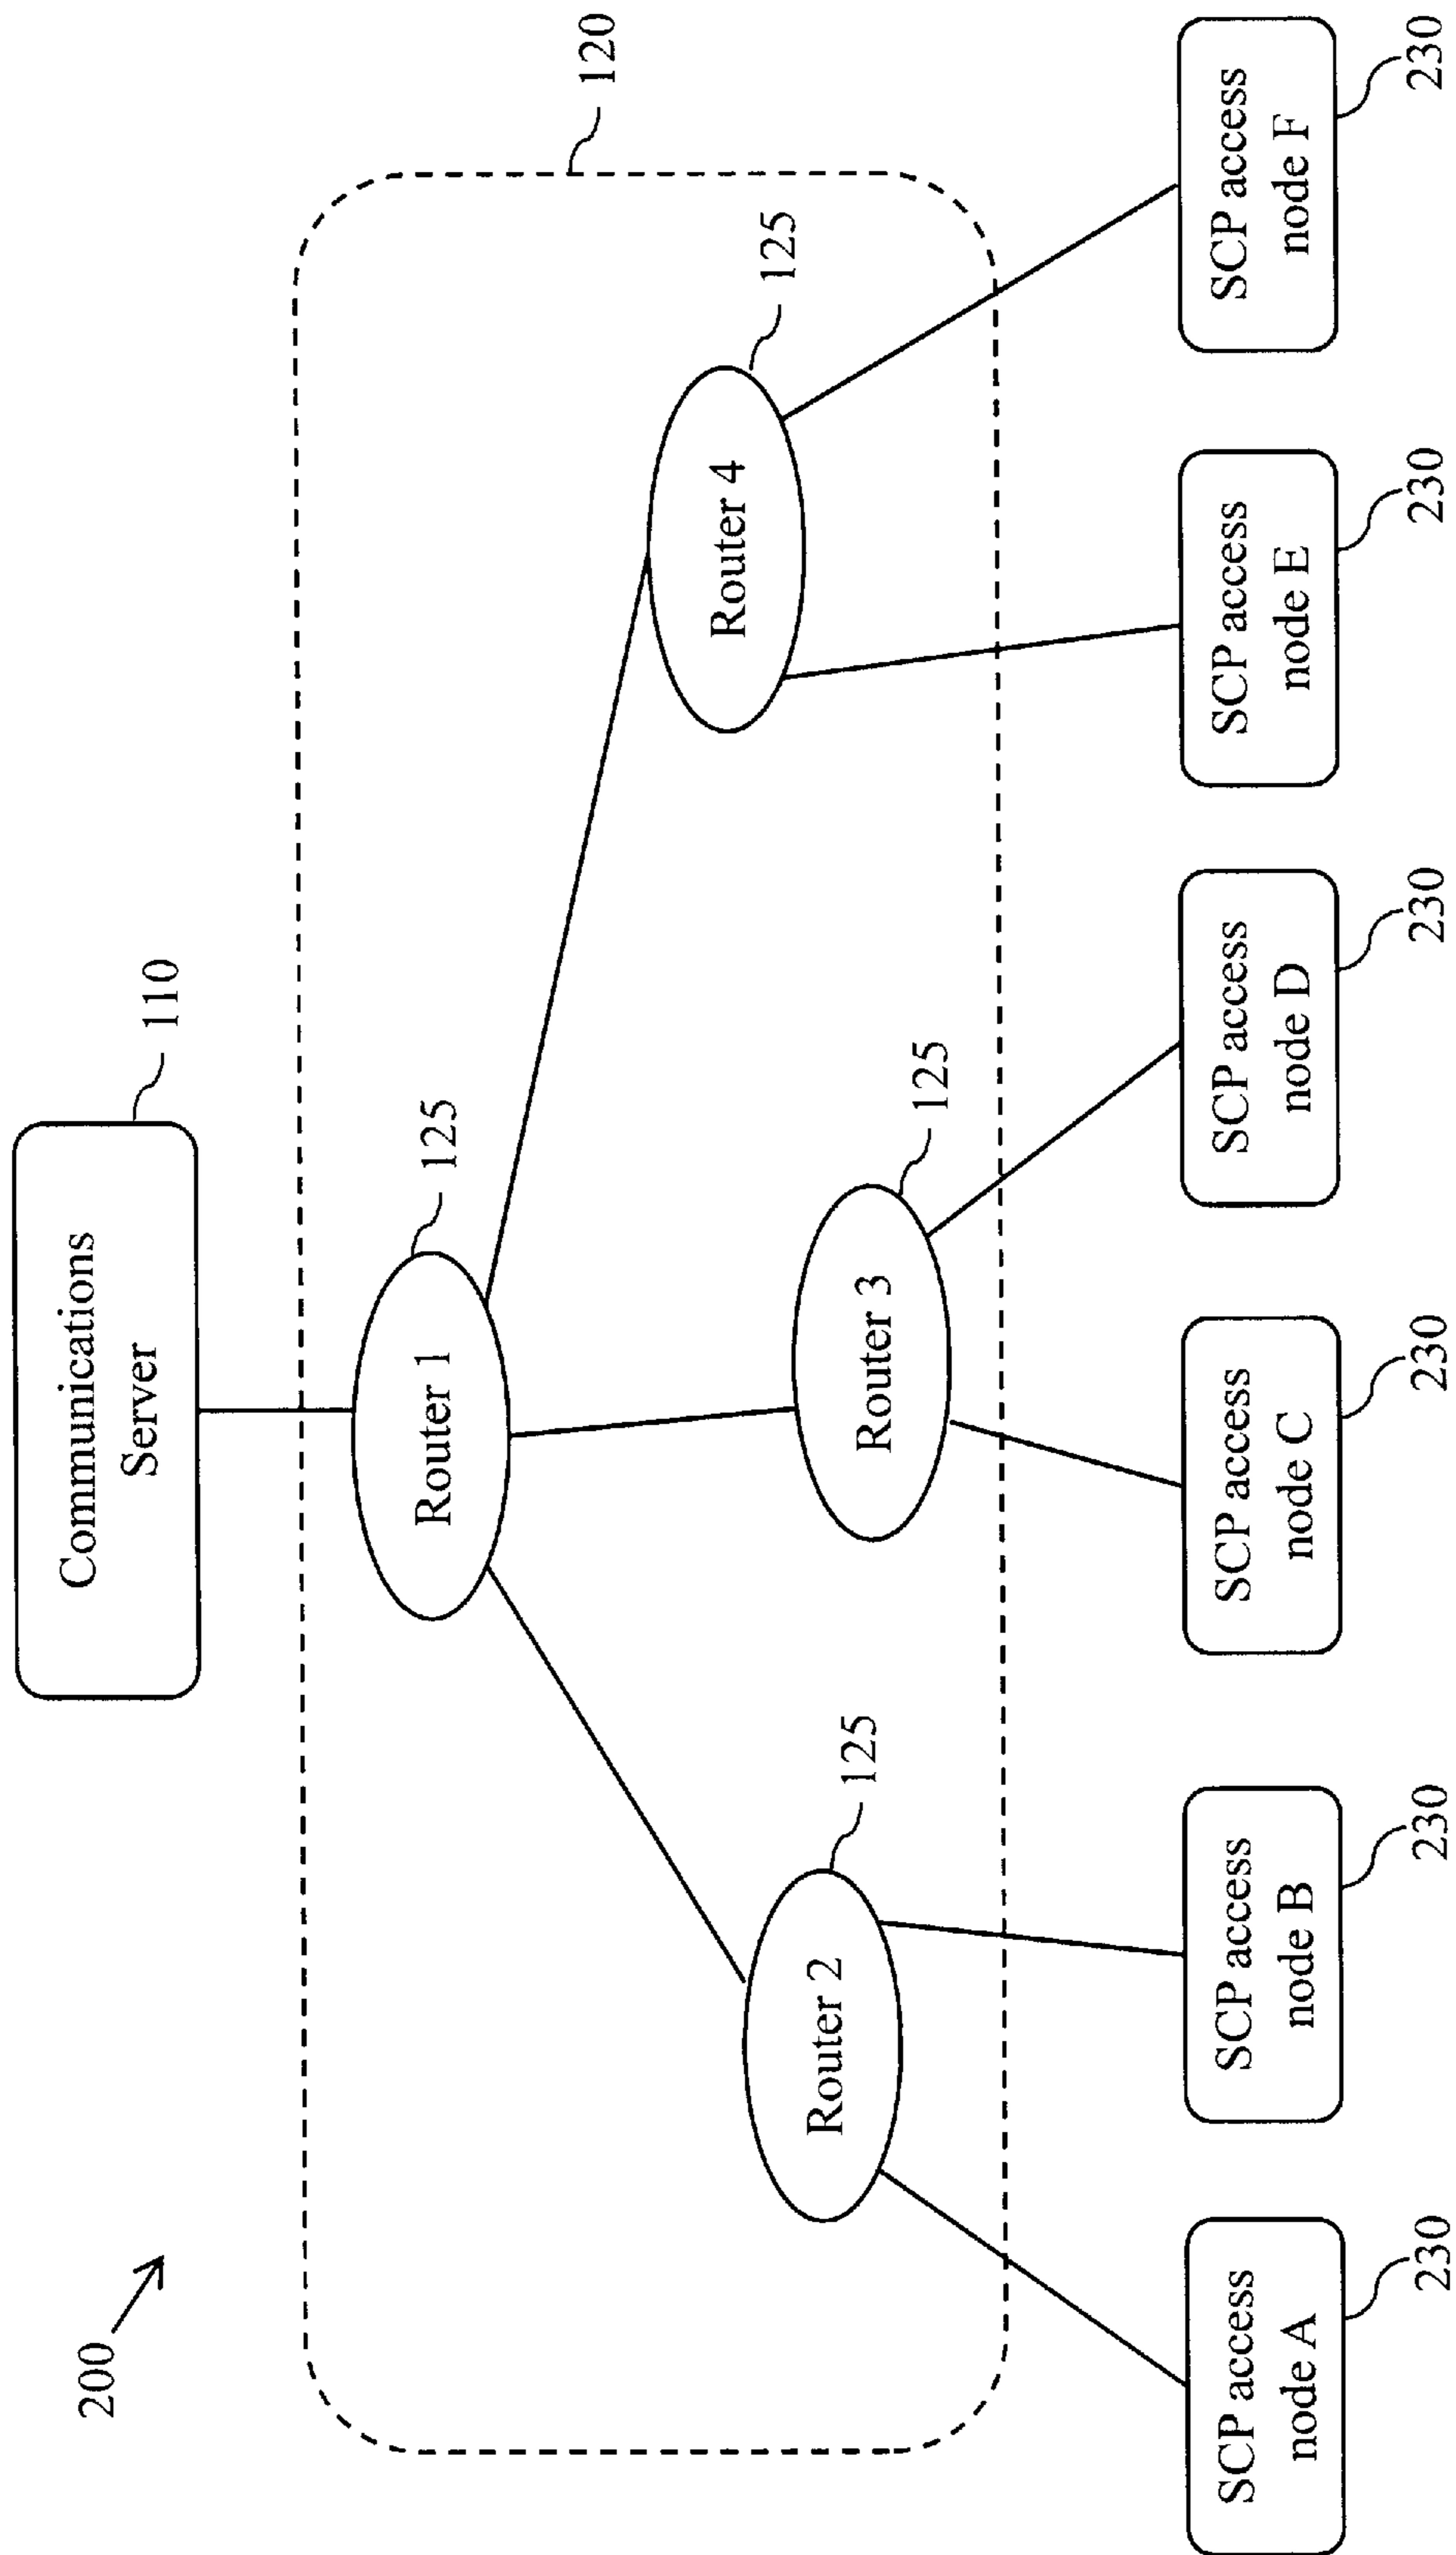 200
Communications
Server
110
120
Router 1
125
Router 2
125
Router 3
125
Router 4
125
SCP access
node A
230
SCP access
node B
230
SCP access
node C
230
SCP access
node D
230
SCP access
node E
230
SCP access
node F
230